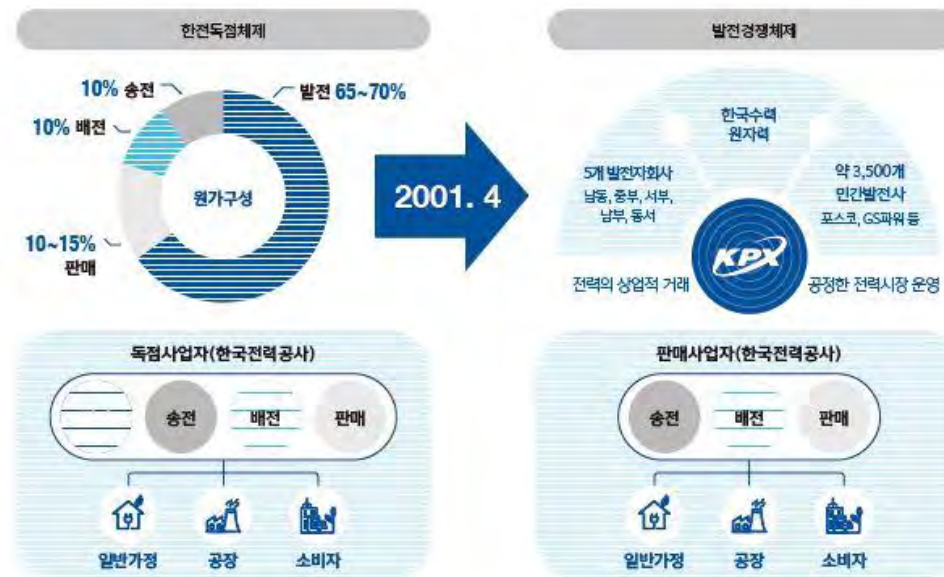 한전독점체제
10% 송전
발전 65~70%
10% 배전
원가구성
10~15%
판매
2001. 4
발전경쟁체제
한국수력
원자력
5개 발전자회사
남동, 중부, 서부,
남부, 동서
약 3,500개
민간발전사
포스코, GS파워 등
KPX
전력의 상업적 거래
공정한 전력시장 운영
독점사업자(한국전력공사)
송전 배전 판매
일반가정 공장 소비자
판매사업자(한국전력공사)
송전 배전 판매
일반가정 공장 소비자